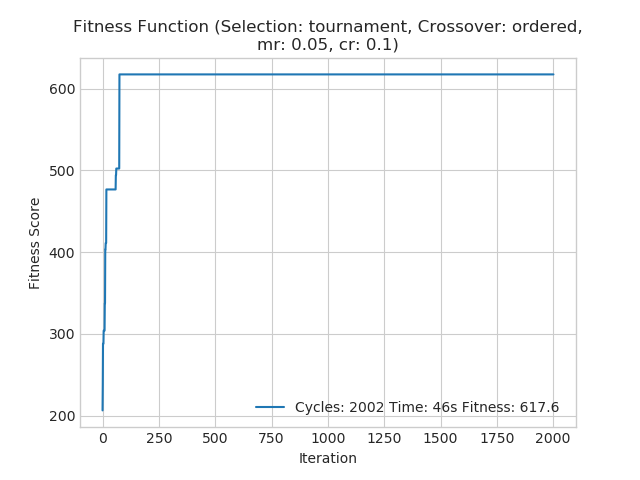 Fitness Function (Selection: tournament, Crossover: ordered,
mr: 0.05, cr: 0.1)
Fitness Score
600
500
400
300
200
Cycles: 2002 Time: 46s Fitness: 617.6
0 250 500 750 1000 1250 1500 1750 2000
Iteration